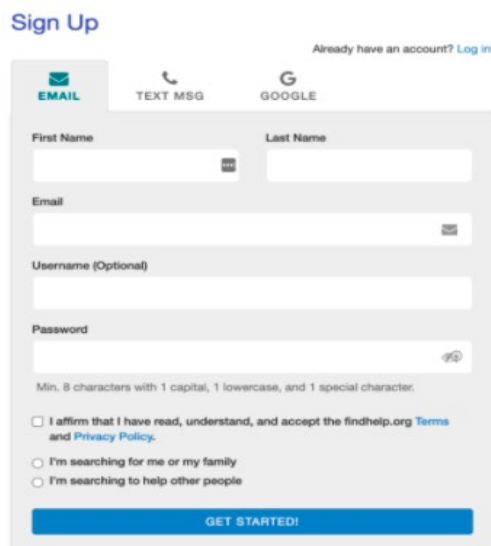 Sign Up
Already have an account? Log in
EMAIL
TEXT MSG
GOOGLE
First Name
Last Name
Email
Username (Optional)
Password
Min. 8 characters with 1 capital, 1 lowercase, and 1 special character.
I affirm that I have read, understand, and accept the findhelp.org Terms
and Privacy Policy.
I'm searching for me or my family
I'm searching to help other people
GET STARTED!